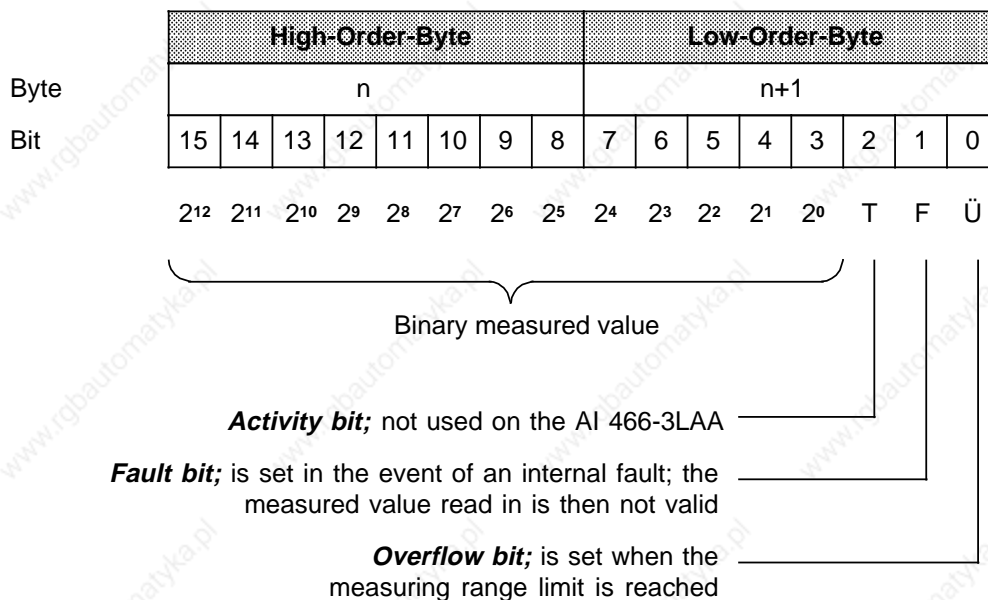 High-Order-Byte Low-Order-Byte
Byte n n+1
Bit 15 14 13 12 11 10 9 8 7 6 5 4 3 2 1 0
2¹² 2¹¹ 2¹⁰ 2⁹ 2⁸ 2⁷ 2⁶ 2⁵ 2⁴ 2³ 2² 2¹ 2⁰ T F Ü
Binary measured value
Activity bit; not used on the AI 466-3LAA
Fault bit; is set in the event of an internal fault; the
measured value read in is then not valid
Overflow bit; is set when the
measuring range limit is reached
www.rgbautomatyka.pl